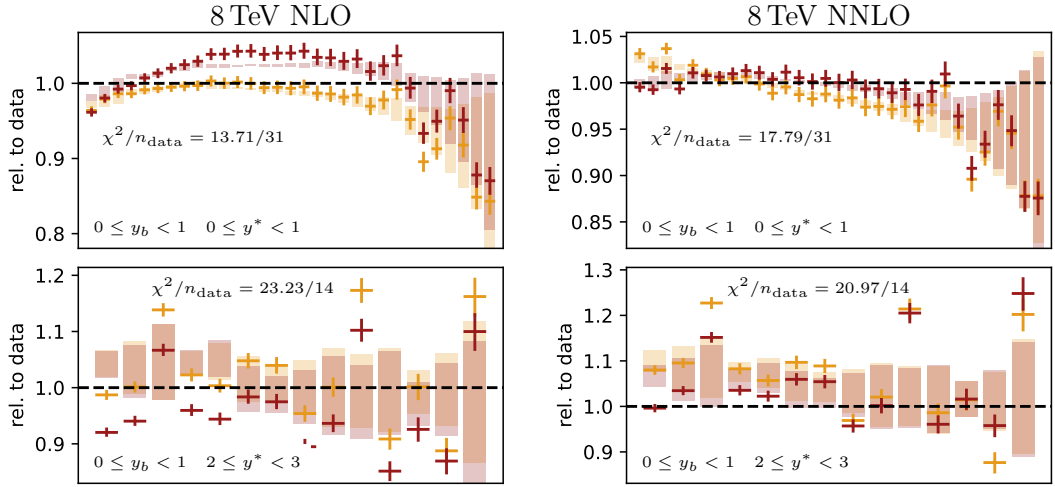 8 TeV NLO
rel. to data
1.0
0.9
0.8
χ²/n_data = 13.71/31
0 ≤ y_b < 1 0 ≤ y* < 1
8 TeV NNLO
rel. to data
1.05
1.00
0.95
0.90
0.85
χ²/n_data = 17.79/31
0 ≤ y_b < 1 0 ≤ y* < 1
rel. to data
1.2
1.1
1.0
0.9
χ²/n_data = 23.23/14
0 ≤ y_b < 1 2 ≤ y* < 3
rel. to data
1.3
1.2
1.1
1.0
0.9
χ²/n_data = 20.97/14
0 ≤ y_b < 1 2 ≤ y* < 3